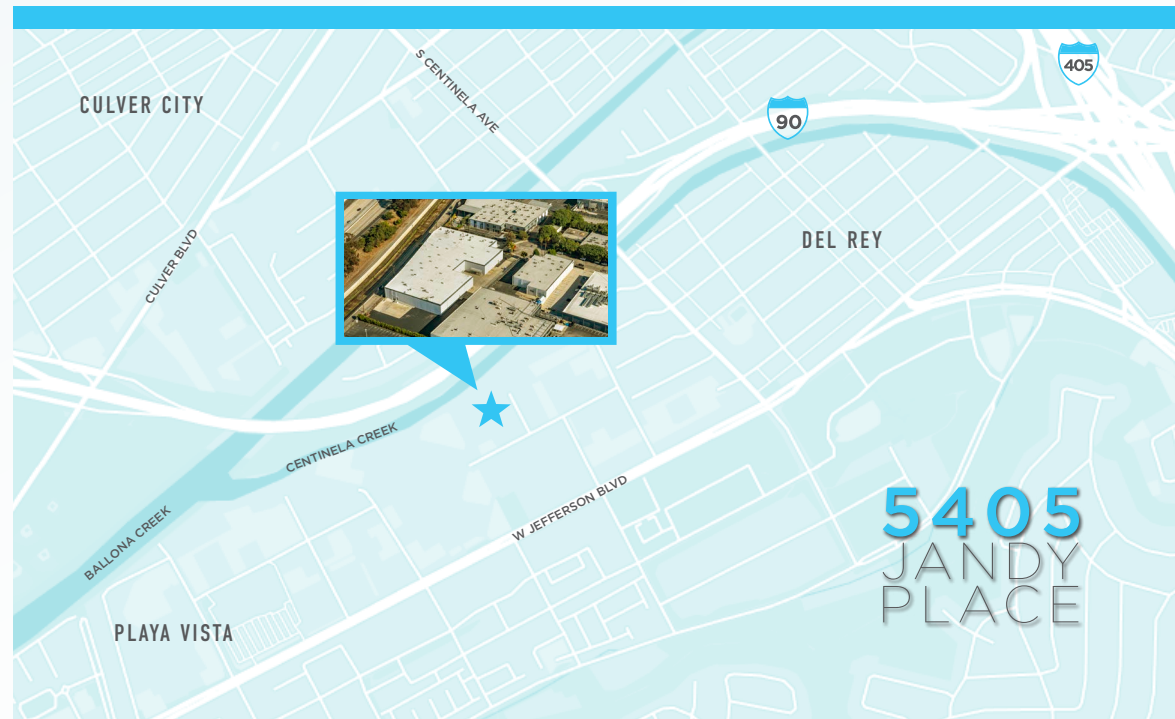 405
S CENTINELA AVE
CULVER CITY
90
DEL REY
CULVER BLVD
CENTINELA CREEK
W JEFFERSON BLVD
5405
JANDY
PLACE
BALLONA CREEK
PLAYA VISTA